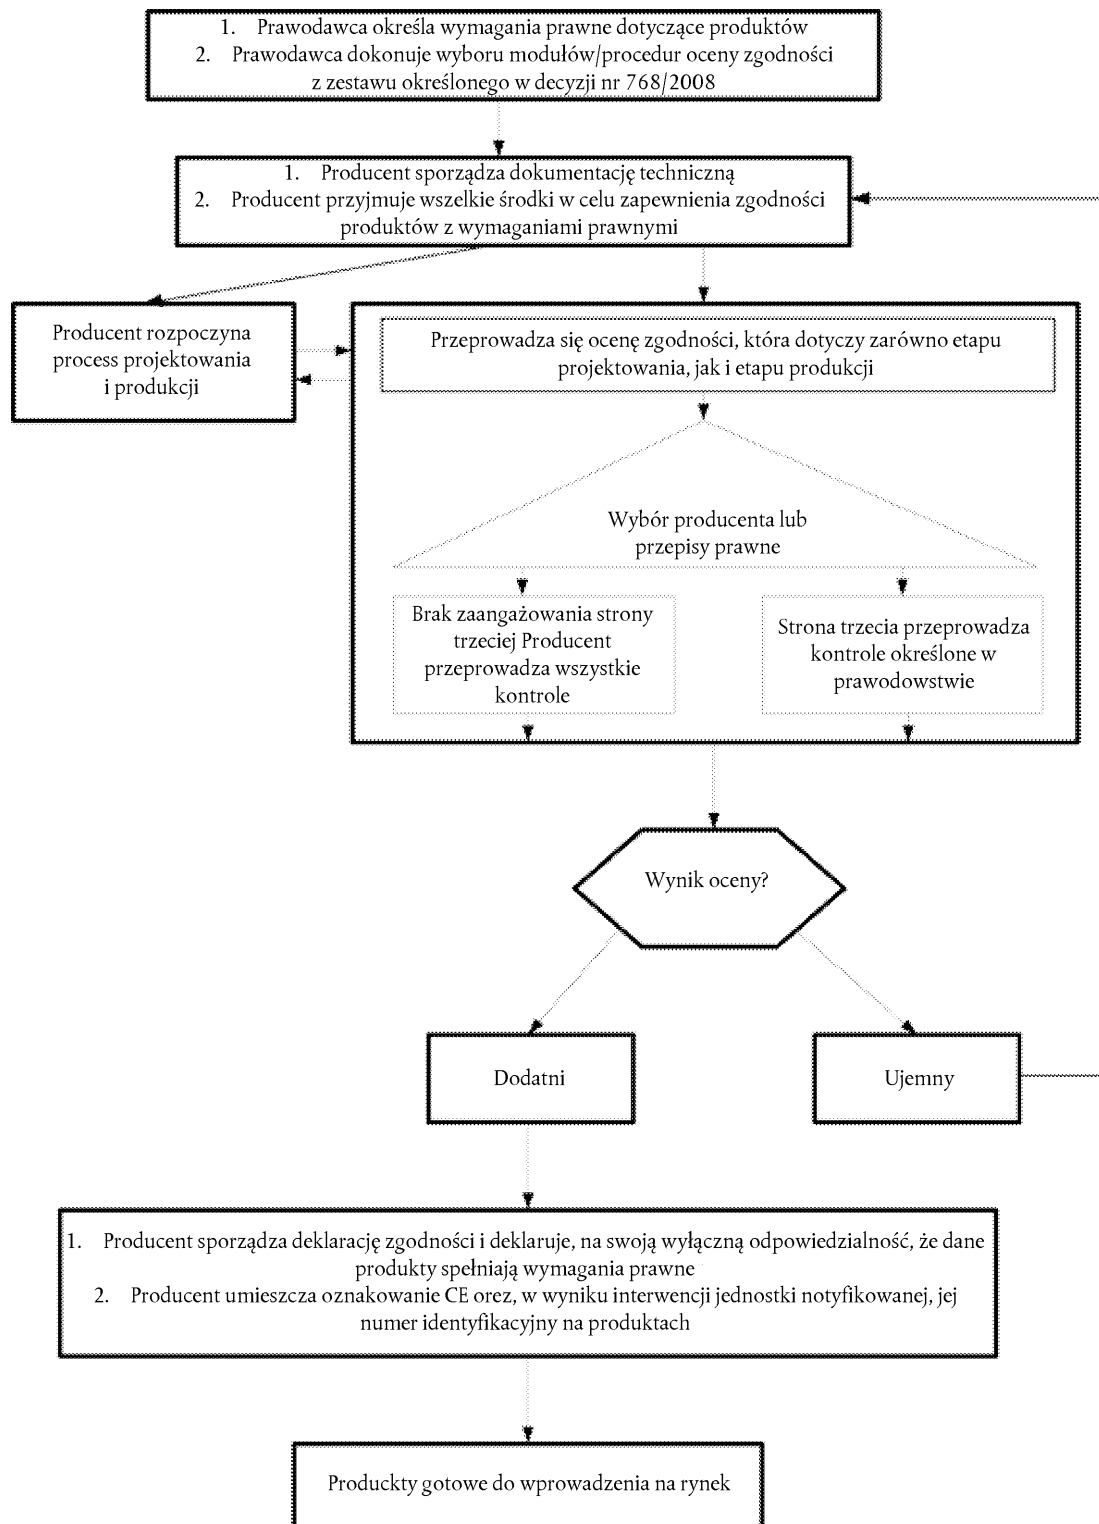 1. Prawodawca określa wymagania prawne dotyczące produktów
2. Prawodawca dokonuje wyboru modułów/procedur oceny zgodności
z zestawu określonego w decyzji nr 768/2008
1. Producent sporządza dokumentację techniczną
2. Producent przyjmuje wszelkie środki w celu zapewnienia zgodności
produktów z wymaganiami prawnymi
Producent rozpoczyna
process projektowania
i produkcji
Przeprowadza się ocenę zgodności, która dotyczy zarówno etapu
projektowania, jak i etapu produkcji
Wybór producenta lub
przepisy prawne
Brak zaangażowania strony
trzeciej Producent
przeprowadza wszystkie
kontrole
Strona trzecia przeprowadza
kontrole określone w
prawodowstwie
Wynik oceny?
Dodatni
Ujemny
1. Producent sporządza deklarację zgodności i deklaruje, na swoją wyłączną odpowiedzialność, że dane
produkty spełniają wymagania prawne
2. Producent umieszcza oznakowanie CE orez, w wyniku interwencji jednostki notyfikowanej, jej
numer identyfikacyjny na produktach
Produckty gotowe do wprowadzenia na rynek